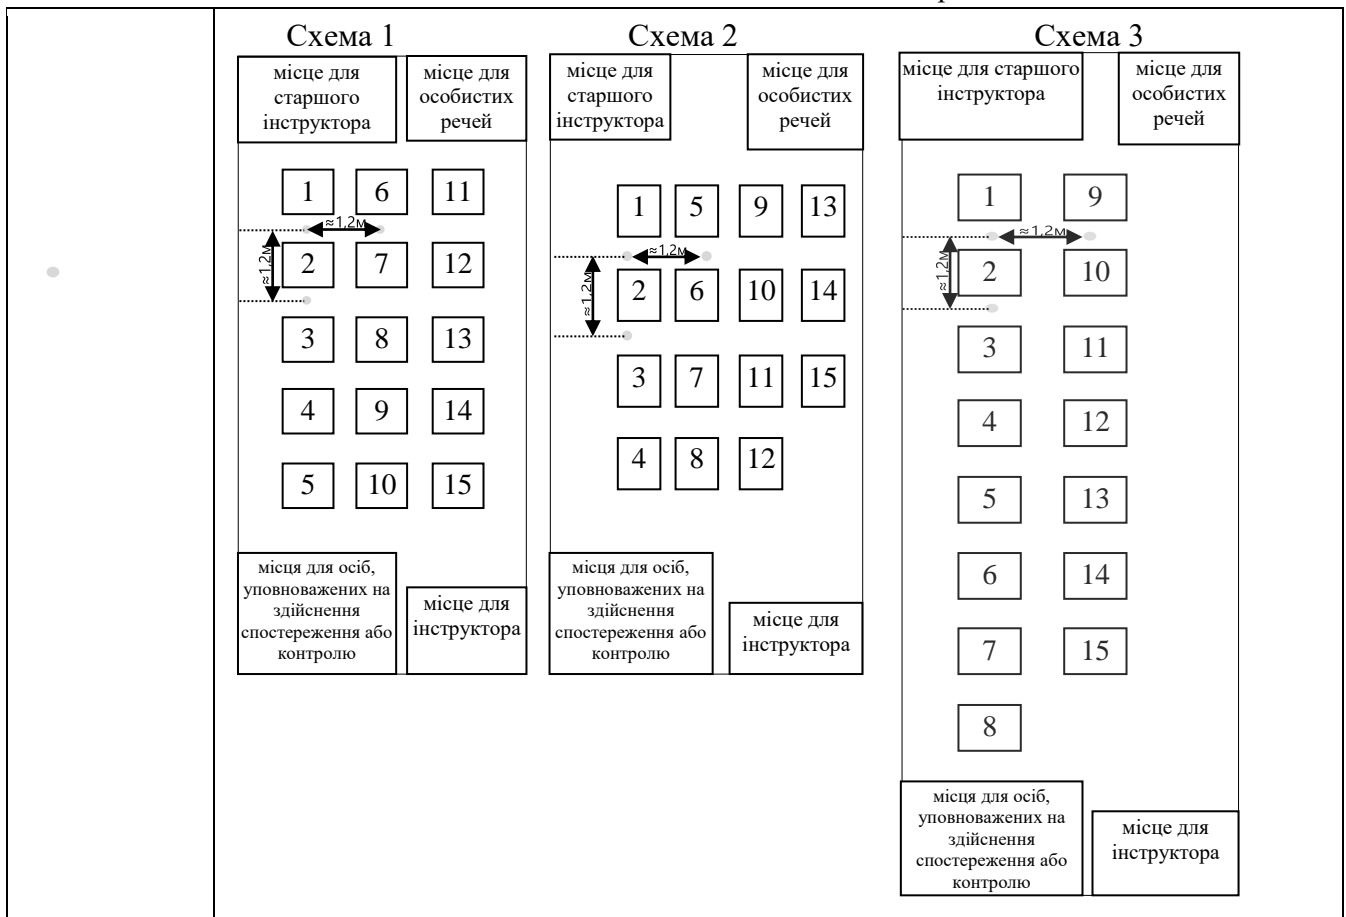 Схема 1
місце для
старшого
інструктора
місце для
особистих
речей
1 6 11
≈1,2м
≈1,2м
2 7 12
3 8 13
4 9 14
5 10 15
місця для осіб,
уповноважених на
здійснення
спостереження або
контролю
місце для
інструктора
Схема 2
місце для
старшого
інструктора
місце для
особистих
речей
1 5 9 13
≈1,2м
≈1,2м
2 6 10 14
3 7 11 15
4 8 12
місця для осіб,
уповноважених на
здійснення
спостереження або
контролю
місце для
інструктора
Схема 3
місце для старшого
інструктора
місце для
особистих
речей
1 9
≈1,2м
≈1,2м
2 10
3 11
4 12
5 13
6 14
7 15
8
місця для осіб,
уповноважених на
здійснення
спостереження або
контролю
місце для
інструктора